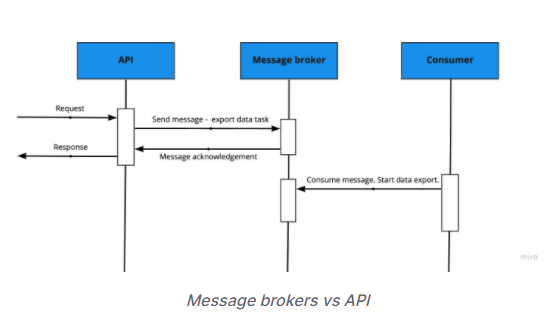 API
Message broker
Consumer
Request
Send message - export data task
Response
Message acknowledgement
Consume message. Start data export.
miro
Message brokers vs API